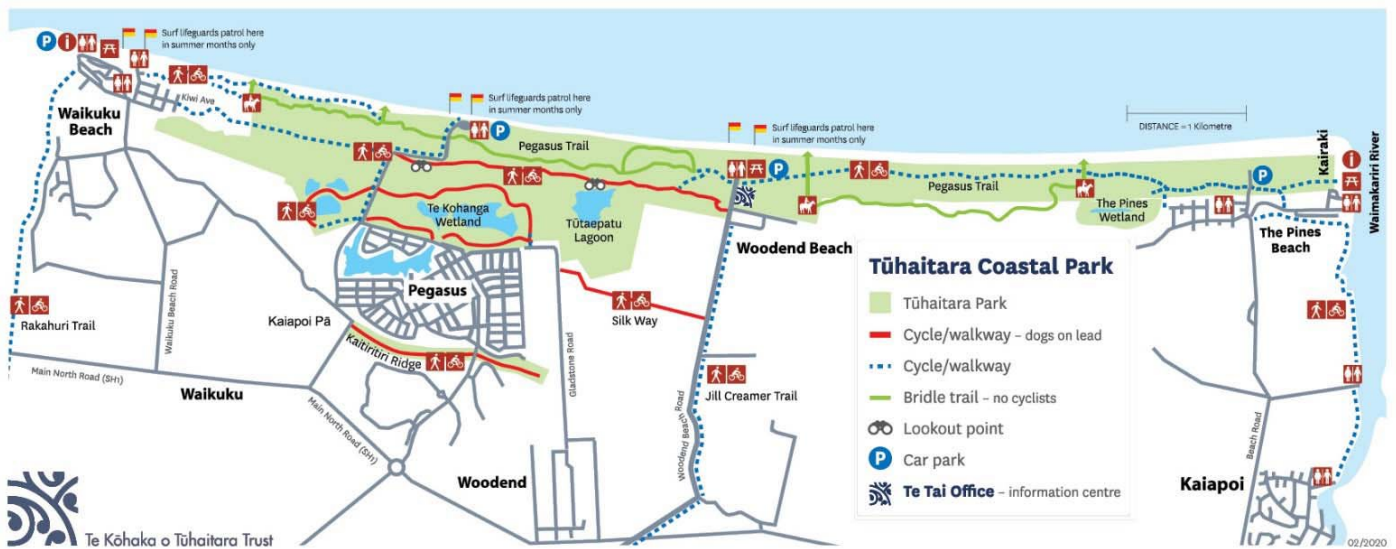 P
i
Surf lifeguards patrol here
in summer months only
Kiwi Ave
Waikuku
Beach
Surf lifeguards patrol here
in summer months only
P
Pegasus Trail
Surf lifeguards patrol here
in summer months only
P
DISTANCE = 1 Kilometre
Kairaki
i
Waimakariri River
Pegasus Trail
P
Te Kohanga
Wetland
Tūtaepatu
Lagoon
The Pines
Wetland
The Pines
Beach
Woodend Beach
Pegasus
Silk Way
Rakahuri Trail
Waikuku Beach Road
Kaiapoi Pā
Kaitiritiri Ridge
Gladstone Road
Main North Road (SH1)
Waikuku
Main North Road (SH1)
Woodend
Woodend Beach Road
Jill Creamer Trail
Tūhaitara Coastal Park
Tūhaitara Park
Cycle/walkway – dogs on lead
Cycle/walkway
Bridle trail – no cyclists
Lookout point
P Car park
Te Tai Office – information centre
Beach Road
Kaiapoi
Te Kōhaka o Tūhaitara Trust
02/2020